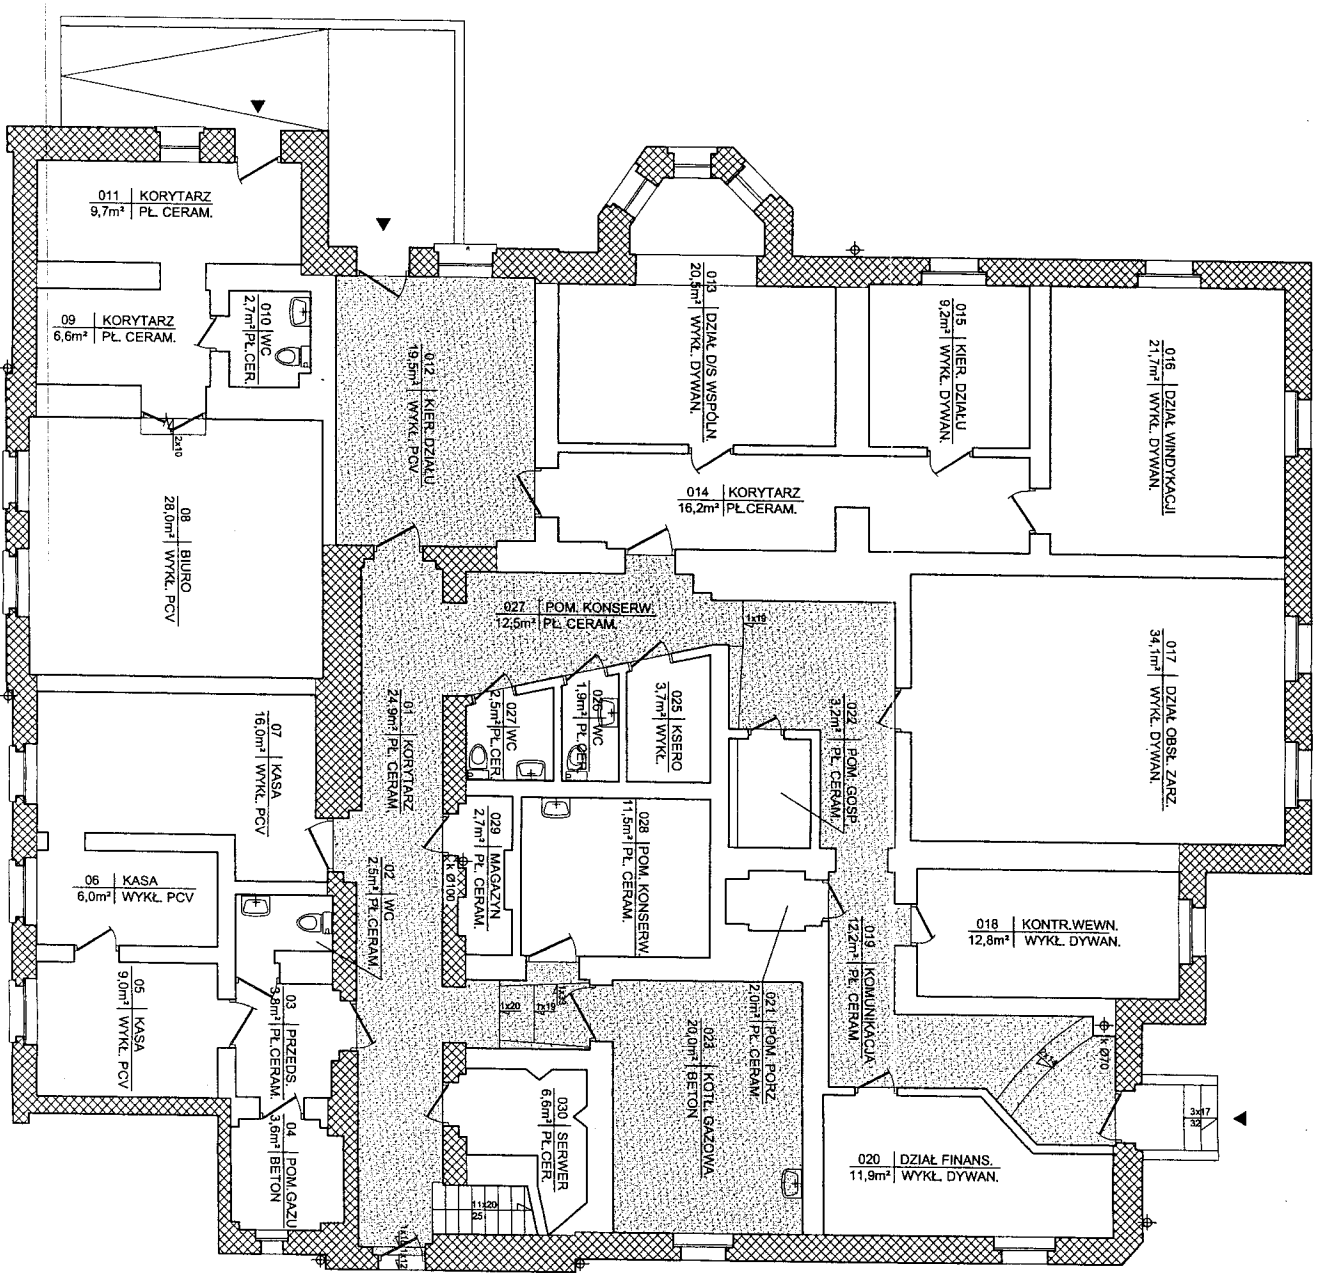 011 KORYTARZ
9,7m² PŁ. CERAM.
09 KORYTARZ
6,6m² PŁ. CERAM.
010 WC
2,7m² PŁ.CER.
012 KIER. DZIAŁU
19,5m² WYKŁ. PCV
013 DZIAŁ D/S WSPÓLN.
20,5m² WYKŁ. DYWAN.
015 KIER. DZIAŁU
9,2m² WYKŁ. DYWAN.
016 DZIAŁ WINDYKACJI
21,7m² WYKŁ. DYWAN.
014 KORYTARZ
16,2m² PŁ.CERAM.
2x10
08 BIURO
28,0m² WYKŁ. PCV
027 POM. KONSERW.
12,5m² PŁ. CERAM.
1x19
017 DZIAŁ OBSŁ. ZARZ.
34,1m² WYKŁ. DYWAN.
07 KASA
16,0m² WYKŁ. PCV
01 KORYTARZ
24,9m² PŁ. CERAM.
027 WC
2,5m² PŁ.CER.
026 WC
1,9m² PŁ.CER.
025 KSERO
3,7m² WYKŁ.
022 POM. GOSP.
3,2m² PŁ. CERAM.
06 KASA
6,0m² WYKŁ. PCV
02 WC
2,5m² PŁ.CERAM.
029 MAGAZYN
2,7m² PŁ. CERAM.
k.k Ø100
028 POM. KONSERW.
11,5m² PŁ. CERAM.
018 KONTR.WEWN.
12,8m² WYKŁ. DYWAN.
019 KOMUNIKACJA
12,2m² PŁ. CERAM.
021 POM. PORZ.
2,0m² PŁ. CERAM.
05 KASA
9,0m² WYKŁ. PCV
03 PRZEDS.
3,8m² PŁ.CERAM.
04 POM.GAZU
3,6m² BETON
1x20
1x19
023 KOTŁ. GAZOWA
20,0m² BETON
k.k Ø70
3x17
32
030 SERWER
6,6m² PŁ.CER.
11x20
25
020 DZIAŁ FINANS.
11,9m² WYKŁ. DYWAN.